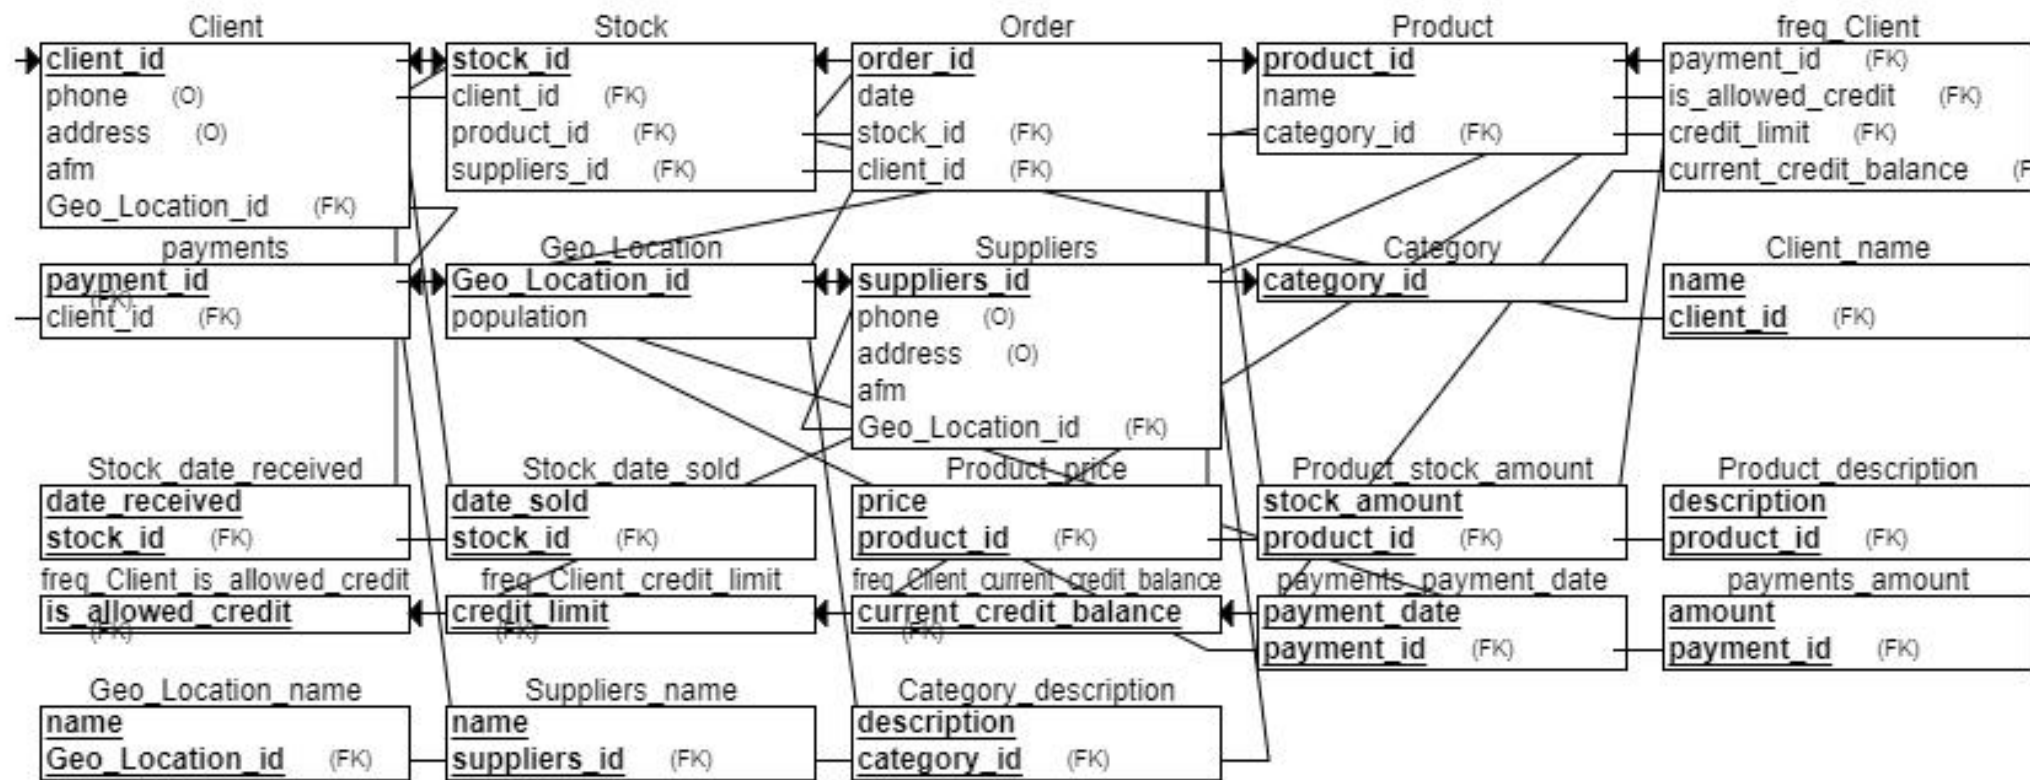 Client
client_id
phone (O)
address (O)
afm
Geo_Location_id (FK)
Stock
stock_id
client_id (FK)
product_id (FK)
suppliers_id (FK)
Order
order_id
date
stock_id (FK)
client_id (FK)
Product
product_id
name
category_id (FK)
freq_Client
payment_id (FK)
is_allowed_credit (FK)
credit_limit (FK)
current_credit_balance (F
payments
payment_id
(FK)
client_id (FK)
Geo_Location
Geo_Location_id
population
Suppliers
suppliers_id
phone (O)
address (O)
afm
Geo_Location_id (FK)
Category
category_id
Client_name
name
client_id (FK)
Stock_date_received
date_received
stock_id (FK)
Stock_date_sold
date_sold
stock_id (FK)
Product_price
price
product_id (FK)
Product_stock_amount
stock_amount
product_id (FK)
Product_description
description
product_id (FK)
freq_Client_is_allowed_credit
is_allowed_credit
(FK)
freq_Client_credit_limit
credit_limit
(FK)
freq_Client_current_credit_balance
current_credit_balance
(FK)
payments_payment_date
payment_date
payment_id (FK)
payments_amount
amount
payment_id (FK)
Geo_Location_name
name
Geo_Location_id (FK)
Suppliers_name
name
suppliers_id (FK)
Category_description
description
category_id (FK)